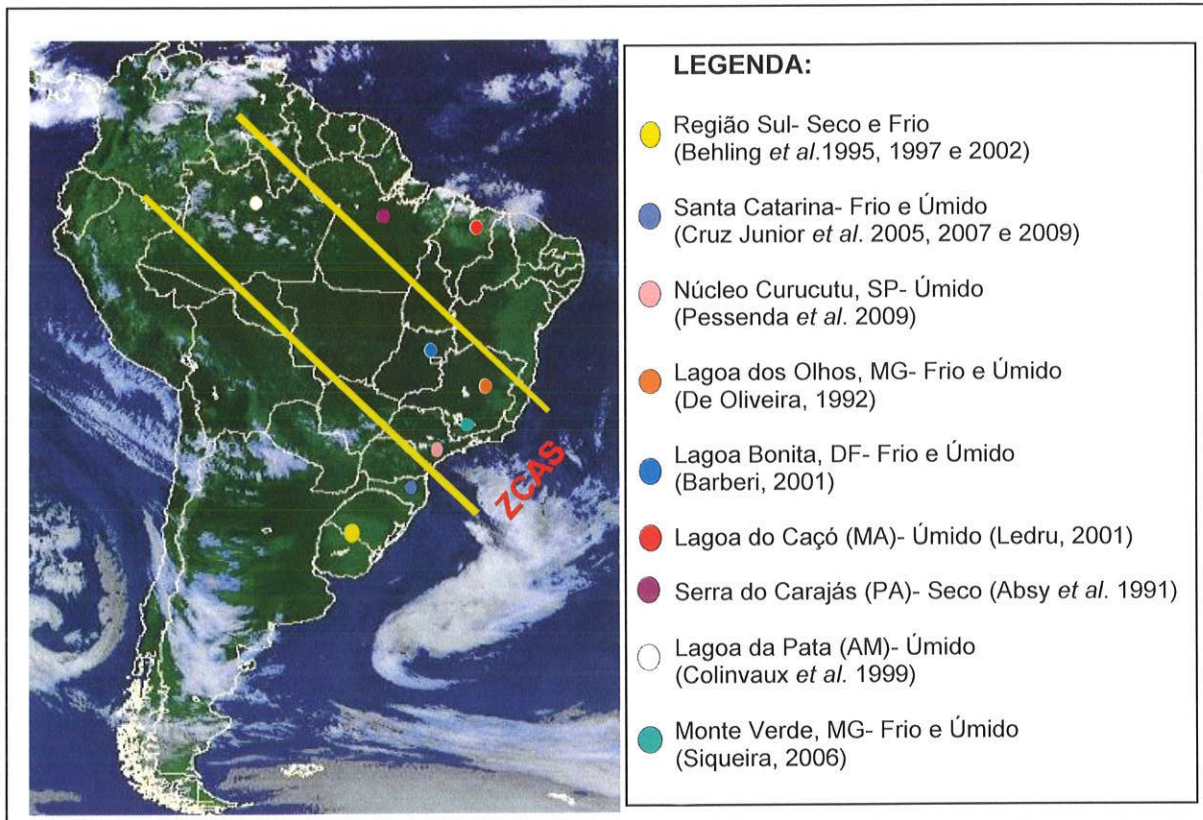 LEGENDA:
Região Sul- Seco e Frio
(Behling et al.1995, 1997 e 2002)
Santa Catarina- Frio e Úmido
(Cruz Junior et al. 2005, 2007 e 2009)
Núcleo Curucutu, SP- Úmido
(Pessenda et al. 2009)
Lagoa dos Olhos, MG- Frio e Úmido
(De Oliveira, 1992)
Lagoa Bonita, DF- Frio e Úmido
(Barberi, 2001)
Lagoa do Caçó (MA)- Úmido (Ledru, 2001)
Serra do Carajás (PA)- Seco (Absy et al. 1991)
Lagoa da Pata (AM)- Úmido
(Colinvaux et al. 1999)
Monte Verde, MG- Frio e Úmido
(Siqueira, 2006)
ZCAS